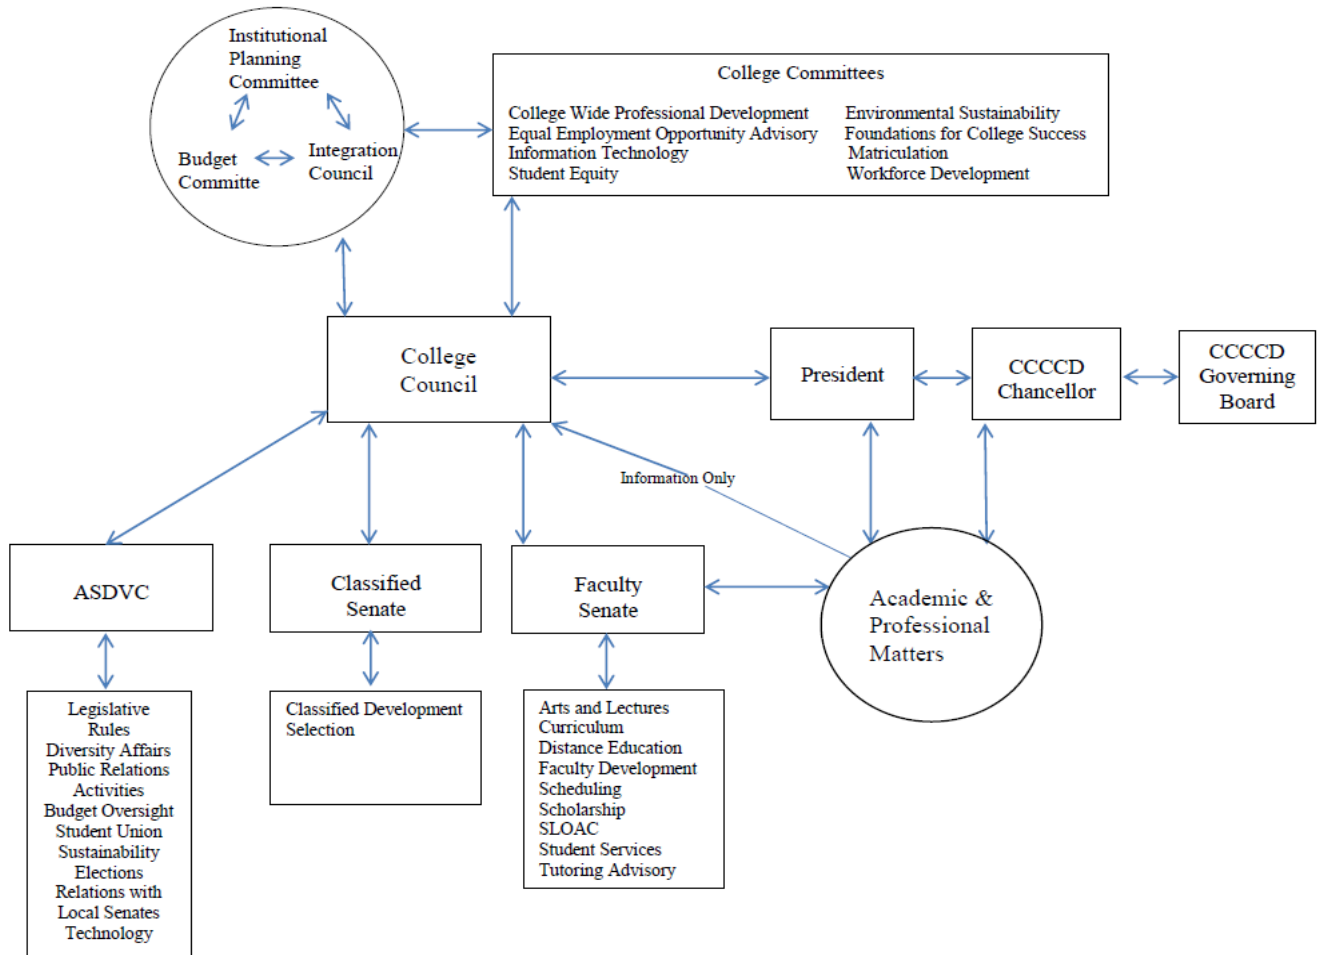 Institutional
Planning
Committee
Budget
Committe
Integration
Council
College Committees
College Wide Professional Development
Equal Employment Opportunity Advisory
Information Technology
Student Equity
Environmental Sustainability
Foundations for College Success
Matriculation
Workforce Development
College
Council
President
CCCCD
Chancellor
CCCCD
Governing
Board
Information Only
ASDVC
Classified
Senate
Faculty
Senate
Academic &
Professional
Matters
Legislative
Rules
Diversity Affairs
Public Relations
Activities
Budget Oversight
Student Union
Sustainability
Elections
Relations with
Local Senates
Technology
Classified Development
Selection
Arts and Lectures
Curriculum
Distance Education
Faculty Development
Scheduling
Scholarship
SLOAC
Student Services
Tutoring Advisory